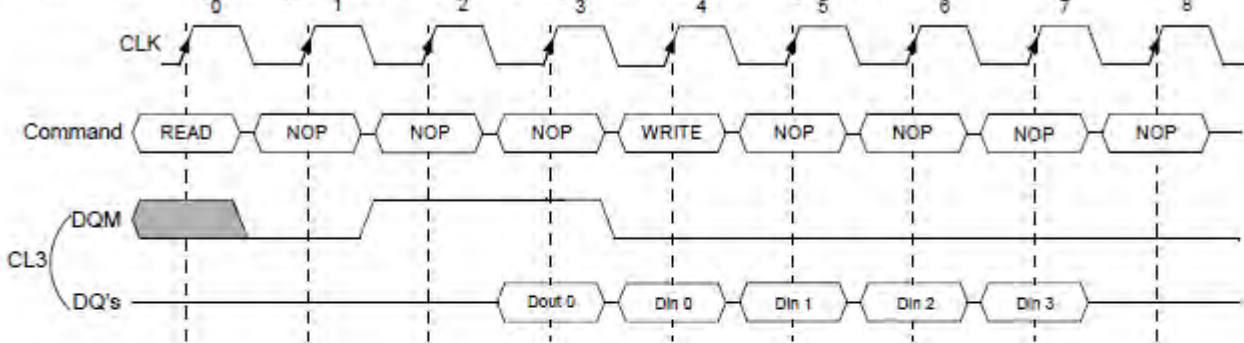 0 1 2 3 4 5 6 7 8
CLK
Command READ NOP NOP NOP WRITE NOP NOP NOP NOP
DQM
CL3
DQ's Dout 0 DIn 0 DIn 1 DIn 2 DIn 3